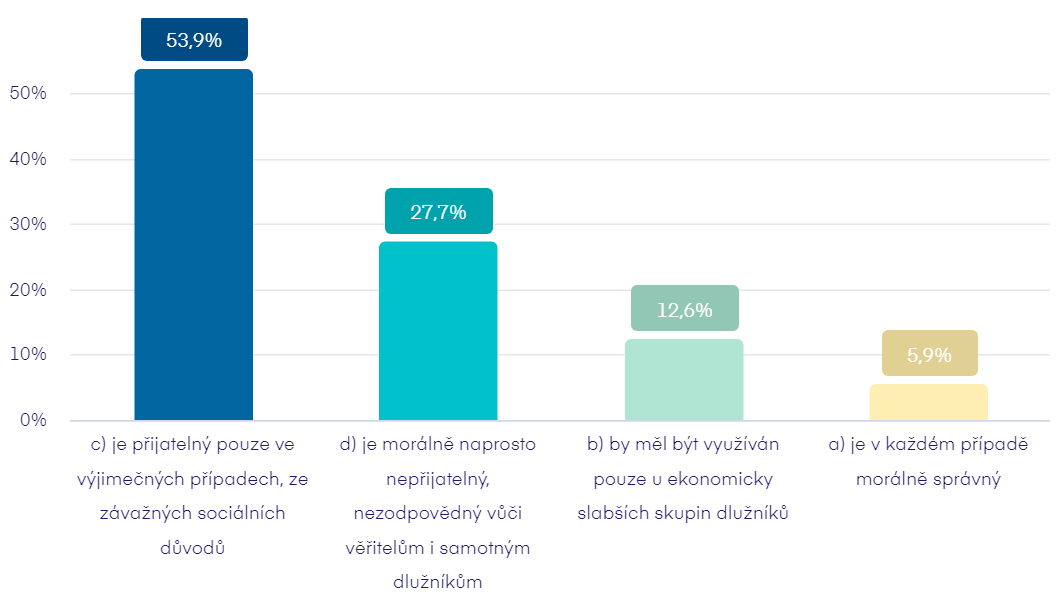 53,9%
50%
40%
30%
20%
10%
0%
27,7%
12,6%
5,9%
c) je přijatelný pouze ve
výjimečných případech, ze
závažných sociálních
důvodů
d) je morálně naprosto
nepřijatelný,
nezodpovědný vůči
věřitelům i samotným
dlužníkům
b) by měl být využíván
pouze u ekonomicky
slabších skupin dlužníků
a) je v každém případě
morálně správný